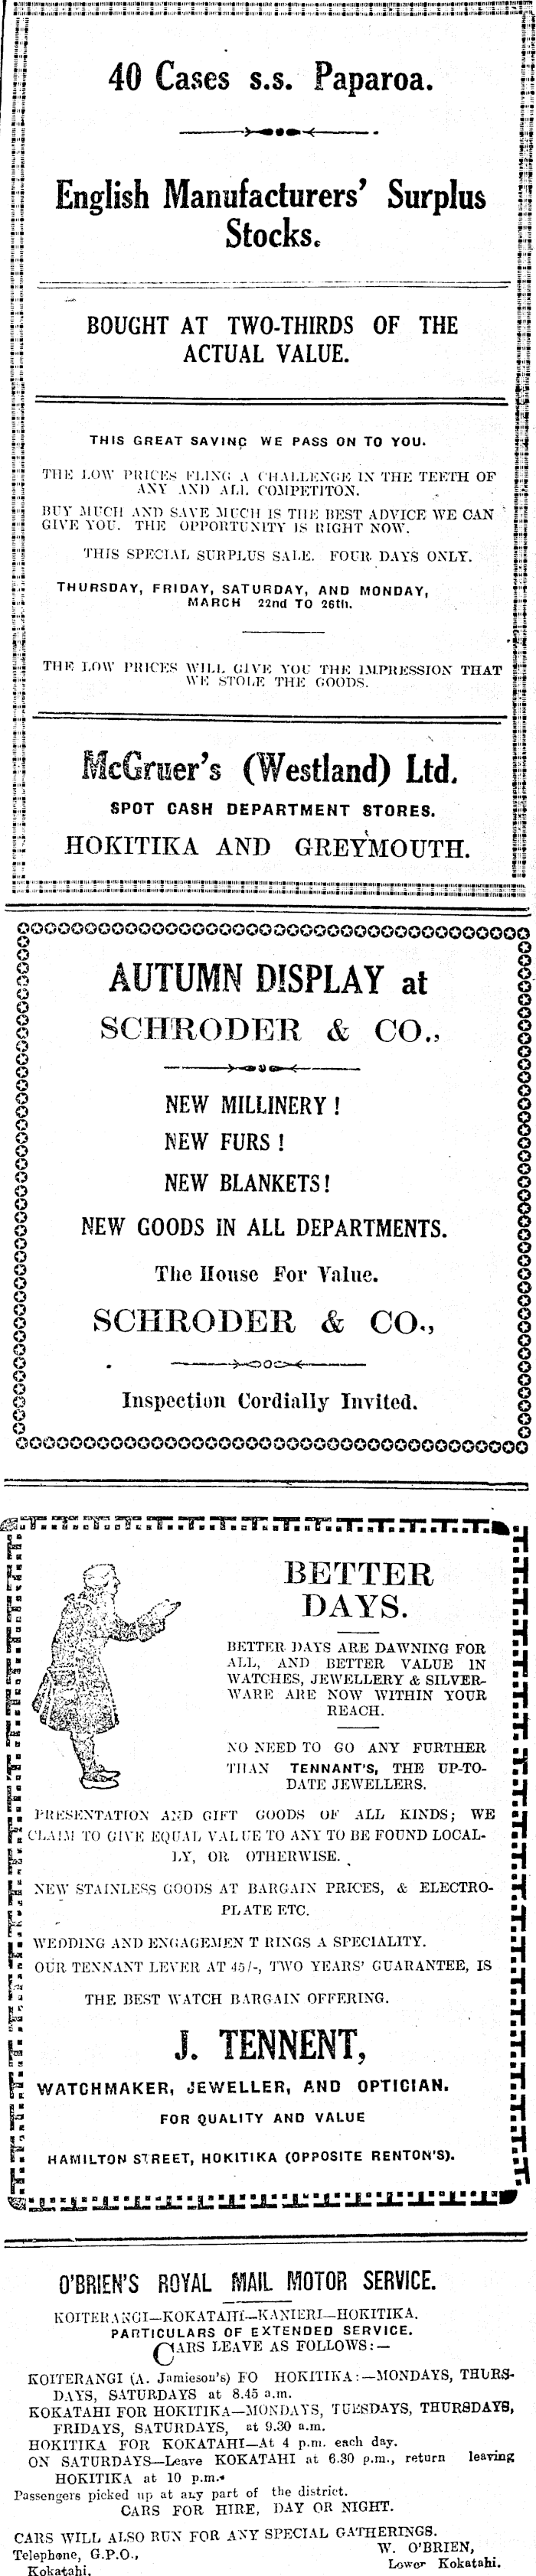 40 Cases s.s. Paparoa.
English Manufacturers' Surplus
Stocks.
BOUGHT AT TWO-THIRDS OF THE
ACTUAL VALUE.
THIS GREAT SAVING WE PASS ON TO YOU.
THE LOW PRICES FLING A CHALLENGE IN THE TEETH OF
ANY AND ALL COMPETITON.
BUY MUCH AND SAVE MUCH IS THE BEST ADVICE WE CAN
GIVE YOU. THE OPPORTUNITY IS RIGHT NOW.
THIS SPECIAL SURPLUS SALE. FOUR DAYS ONLY.
THURSDAY, FRIDAY, SATURDAY, AND MONDAY,
MARCH 22nd TO 26th.
THE LOW PRICES WILL GIVE YOU THE IMPRESSION THAT
WE STOLE THE GOODS.
McGruer's (Westland) Ltd.
SPOT CASH DEPARTMENT STORES.
HOKITIKA AND GREYMOUTH.
AUTUMN DISPLAY at
SCHRODER & CO.,
NEW MILLINERY !
NEW FURS !
NEW BLANKETS!
NEW GOODS IN ALL DEPARTMENTS.
The House For Value.
SCHRODER & CO.,
Inspection Cordially Invited.
BETTER
DAYS.
BETTER DAYS ARE DAWNING FOR
ALL, AND BETTER VALUE IN
WATCHES, JEWELLERY & SILVER-
WARE ARE NOW WITHIN YOUR
REACH.
NO NEED TO GO ANY FURTHER
THAN TENNANT'S, THE UP-TO-
DATE JEWELLERS.
PRESENTATION AND GIFT GOODS OF ALL KINDS; WE
CLAIM TO GIVE EQUAL VALUE TO ANY TO BE FOUND LOCAL-
LY, OR OTHERWISE.
NEW STAINLESS GOODS AT BARGAIN PRICES, & ELECTRO-
PLATE ETC.
WEDDING AND ENGAGEMEN T RINGS A SPECIALITY.
OUR TENNANT LEVER AT 45/-, TWO YEARS' GUARANTEE, IS
THE BEST WATCH BARGAIN OFFERING.
J. TENNENT,
WATCHMAKER, JEWELLER, AND OPTICIAN.
FOR QUALITY AND VALUE
HAMILTON STREET, HOKITIKA (OPPOSITE RENTON'S).
O'BRIEN'S ROYAL MAIL MOTOR SERVICE.
KOITERANGI—KOKATAHI—KANIERI—HOKITIKA.
PARTICULARS OF EXTENDED SERVICE.
CARS LEAVE AS FOLLOWS:—
KOITERANGI (A. Jamieson's) FO HOKITIKA:—MONDAYS, THURS-
DAYS, SATURDAYS at 8.45 a.m.
KOKATAHI FOR HOKITIKA—MONDAYS, TUESDAYS, THURSDAYS,
FRIDAYS, SATURDAYS, at 9.30 a.m.
HOKITIKA FOR KOKATAHI—At 4 p.m. each day.
ON SATURDAYS—Leave KOKATAHI at 6.30 p.m., return leaving
HOKITIKA at 10 p.m.
Passengers picked up at any part of the district.
CARS FOR HIRE, DAY OR NIGHT.
CARS WILL ALSO RUN FOR ANY SPECIAL GATHERINGS.
Telephone, G.P.O., W. O'BRIEN,
Kokatahi. Lower Kokatahi.